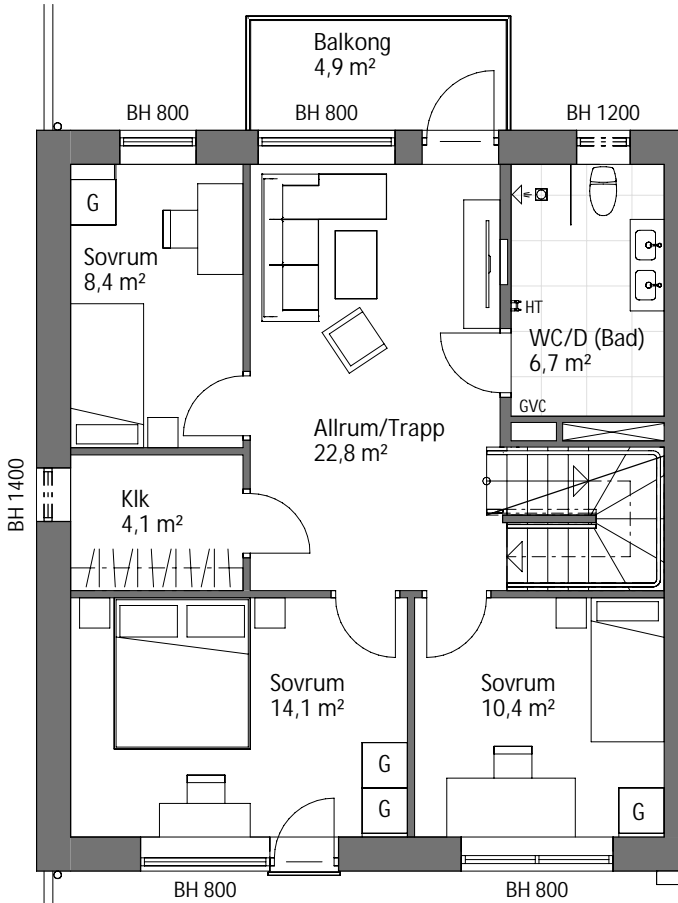 Balkong
4,9 m²
BH 800
BH 800
BH 1200
G
Sovrum
8,4 m²
HT
WC/D (Bad)
6,7 m²
GVC
Allrum/Trapp
22,8 m²
BH 1400
Klk
4,1 m²
Sovrum
14,1 m²
Sovrum
10,4 m²
G
G
G
BH 800
BH 800